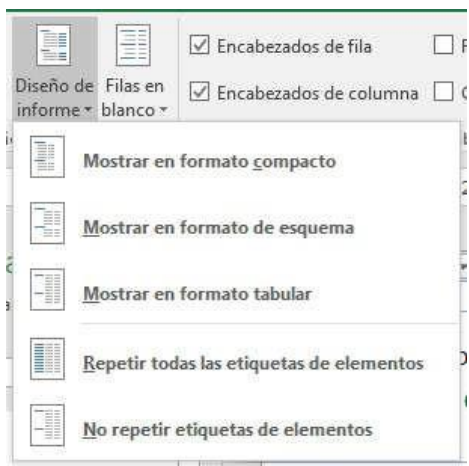 Encabezados de fila
Diseño de informe
Filas en blanco
Encabezados de columna
Mostrar en formato compacto
Mostrar en formato de esquema
Mostrar en formato tabular
Repetir todas las etiquetas de elementos
No repetir etiquetas de elementos